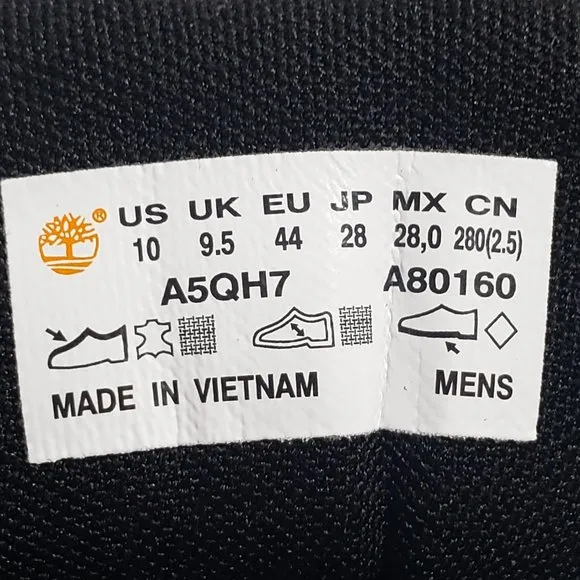 ® US UK EU JP MX CN
10 9.5 44 28 28,0 280(2.5)
A5QH7 A80160
MADE IN VIETNAM MENS